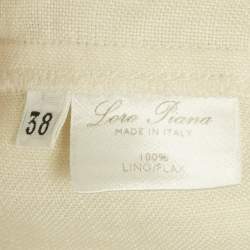 38
Loro Piana
MADE IN ITALY
100%
LINO/FLAX